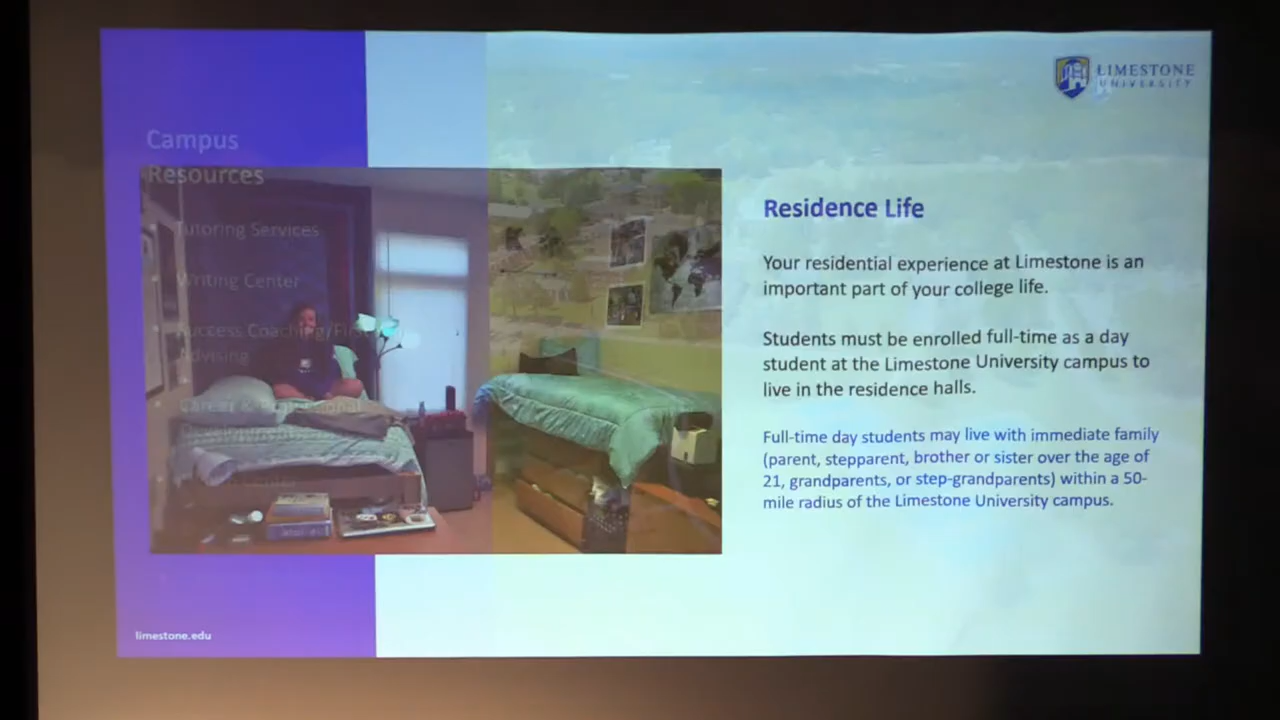 LIMESTONE
UNIVERSITY
Campus
Resources
Tutoring Services
Writing Center
Success Coaching/
Advising
Career & Professional
Development
Residence Life
Your residential experience at Limestone is an
important part of your college life.
Students must be enrolled full-time as a day
student at the Limestone University campus to
live in the residence halls.
Full-time day students may live with immediate family
(parent, stepparent, brother or sister over the age of
21, grandparents, or step-grandparents) within a 50-
mile radius of the Limestone University campus.
limestone.edu